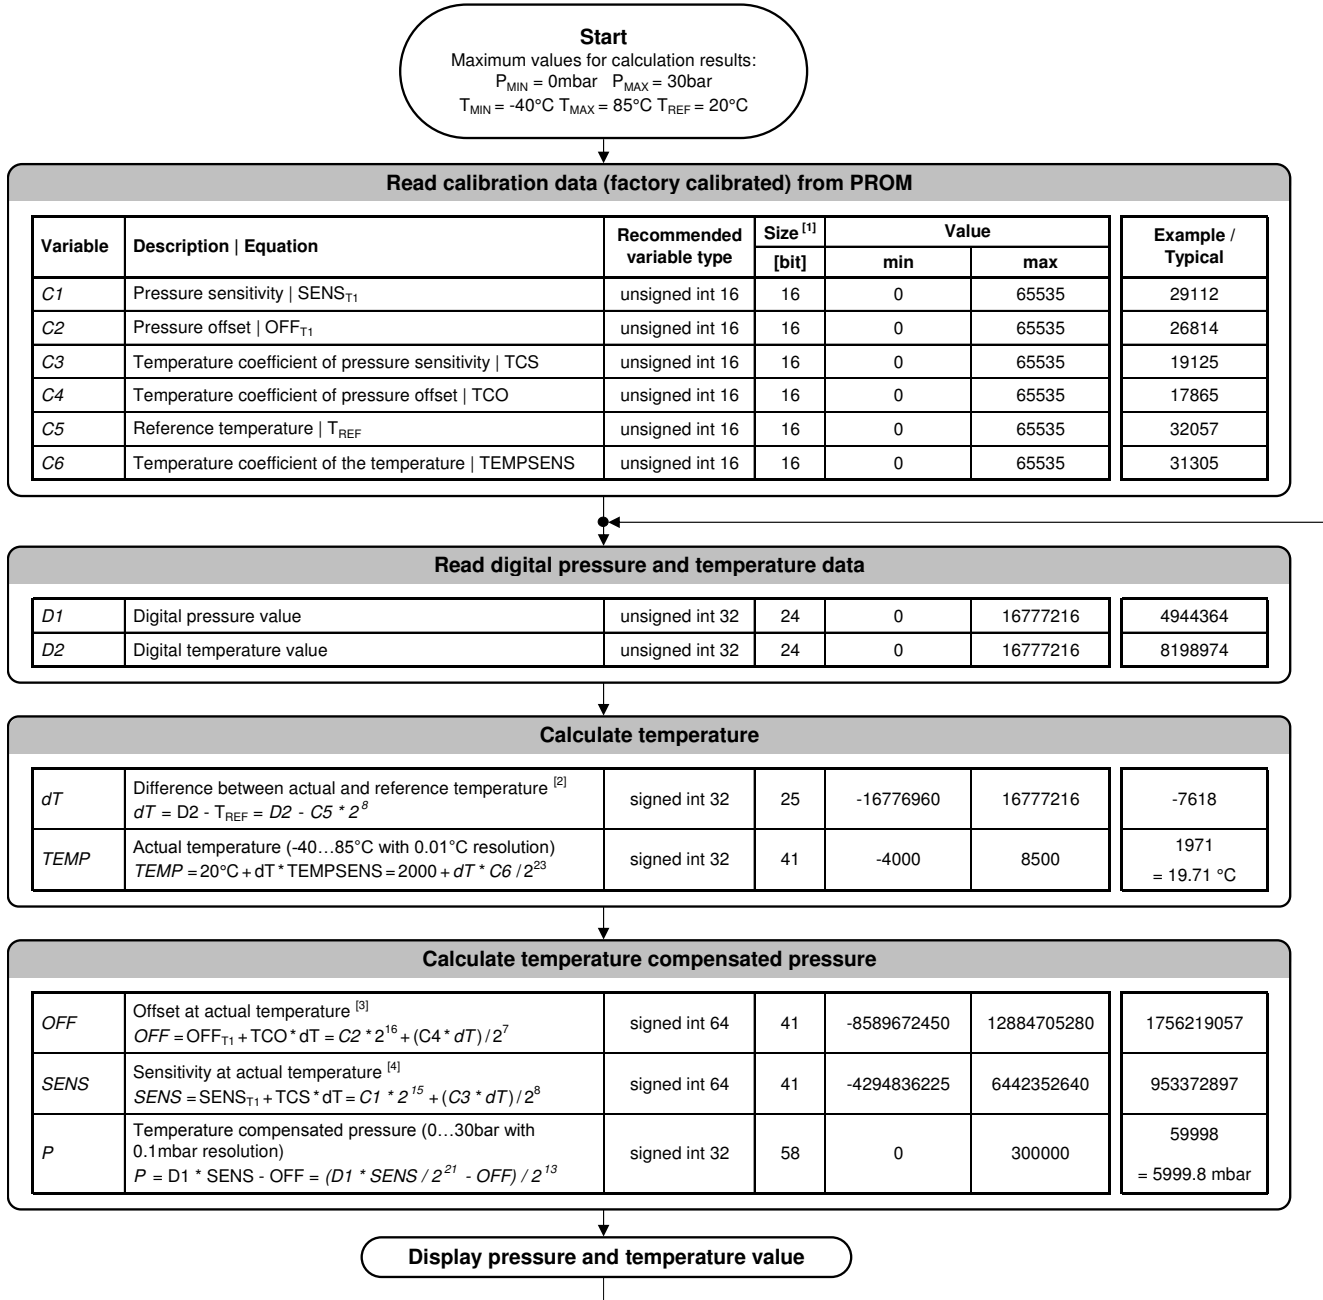 Start
Maximum values for calculation results:
P_MIN = 0mbar P_MAX = 30bar
T_MIN = -40°C T_MAX = 85°C T_REF = 20°C
Read calibration data (factory calibrated) from PROM
Variable | Description | Equation | Recommended variable type | Size [1] [bit] | Value min | max | Example / Typical
C1 Pressure sensitivity | SENS_T1 unsigned int 16 16 0 65535 29112
C2 Pressure offset | OFF_T1 unsigned int 16 16 0 65535 26814
C3 Temperature coefficient of pressure sensitivity | TCS unsigned int 16 16 0 65535 19125
C4 Temperature coefficient of pressure offset | TCO unsigned int 16 16 0 65535 17865
C5 Reference temperature | T_REF unsigned int 16 16 0 65535 32057
C6 Temperature coefficient of the temperature | TEMPSENS unsigned int 16 16 0 65535 31305
Read digital pressure and temperature data
D1 Digital pressure value unsigned int 32 24 0 16777216 4944364
D2 Digital temperature value unsigned int 32 24 0 16777216 8198974
Calculate temperature
dT Difference between actual and reference temperature [2]
dT = D2 - T_REF = D2 - C5 * 2^8
signed int 32 25 -16776960 16777216 -7618
TEMP Actual temperature (-40…85°C with 0.01°C resolution)
TEMP = 20°C + dT * TEMPSENS = 2000 + dT * C6 / 2^23
signed int 32 41 -4000 8500 1971
= 19.71 °C
Calculate temperature compensated pressure
OFF Offset at actual temperature [3]
OFF = OFF_T1 + TCO * dT = C2 * 2^16 + (C4 * dT) / 2^7
signed int 64 41 -8589672450 12884705280 1756219057
SENS Sensitivity at actual temperature [4]
SENS = SENS_T1 + TCS * dT = C1 * 2^15 + (C3 * dT) / 2^8
signed int 64 41 -4294836225 6442352640 953372897
P Temperature compensated pressure (0…30bar with
0.1mbar resolution)
P = D1 * SENS - OFF = (D1 * SENS / 2^21 - OFF) / 2^13
signed int 32 58 0 300000 59998
= 5999.8 mbar
Display pressure and temperature value